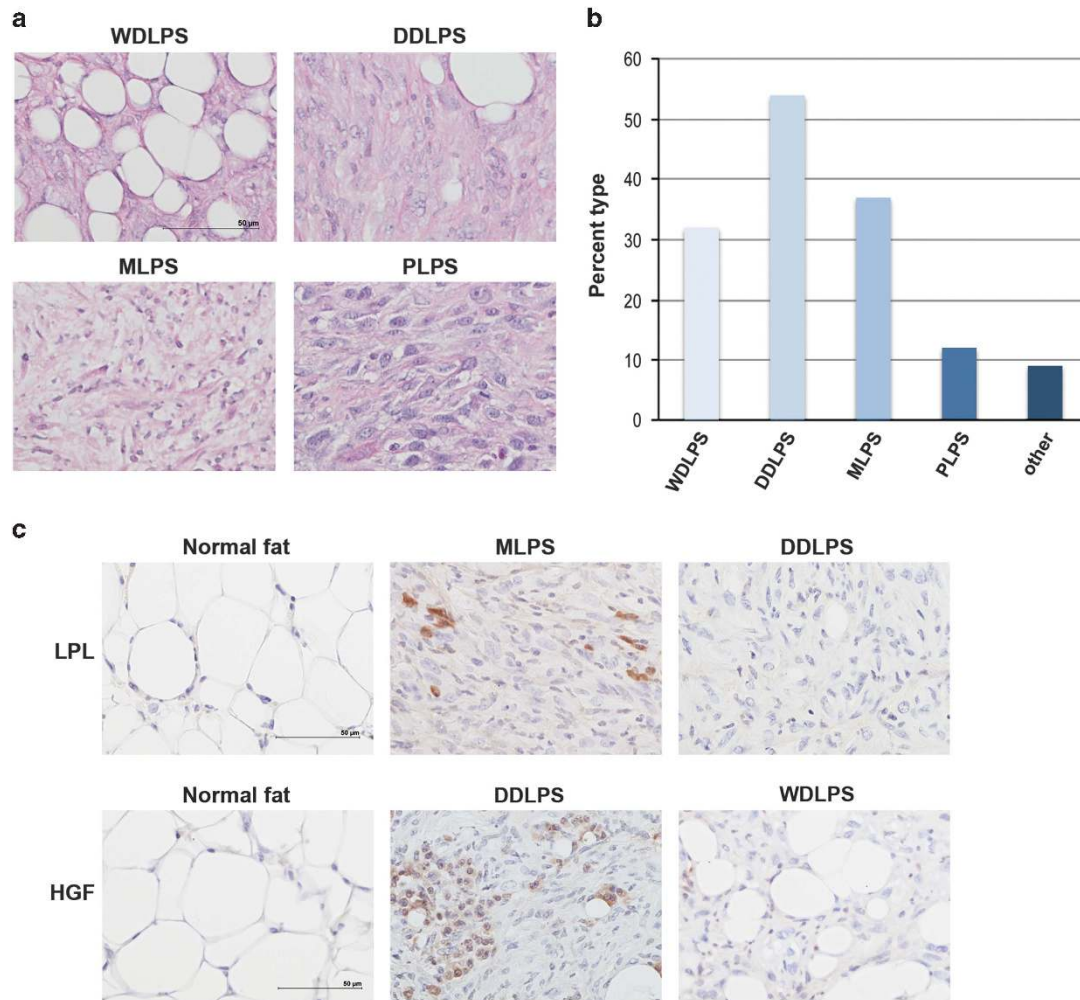 a
WDLPS
DDLPS
50 µm
MLPS
PLPS
b
Percent type
60
50
40
30
20
10
0
WDLPS
DDLPS
MLPS
PLPS
other
c
Normal fat
MLPS
DDLPS
LPL
50 µm
Normal fat
DDLPS
WDLPS
HGF
50 µm